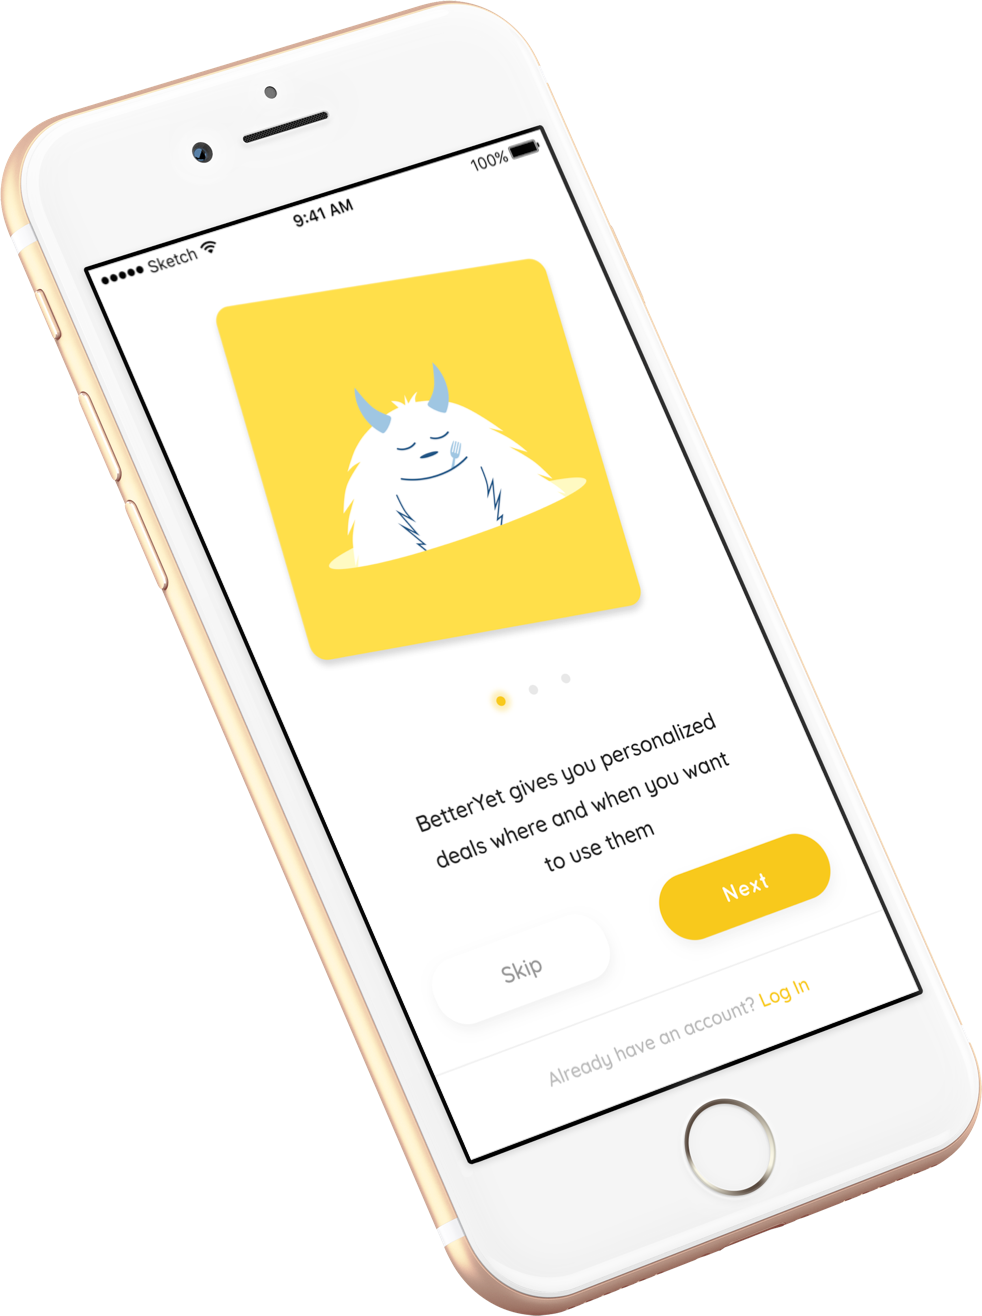 Sketch 9:41 AM 100%
BetterYet gives you personalized
deals where and when you want
to use them
Skip Next
Already have an account? Log In